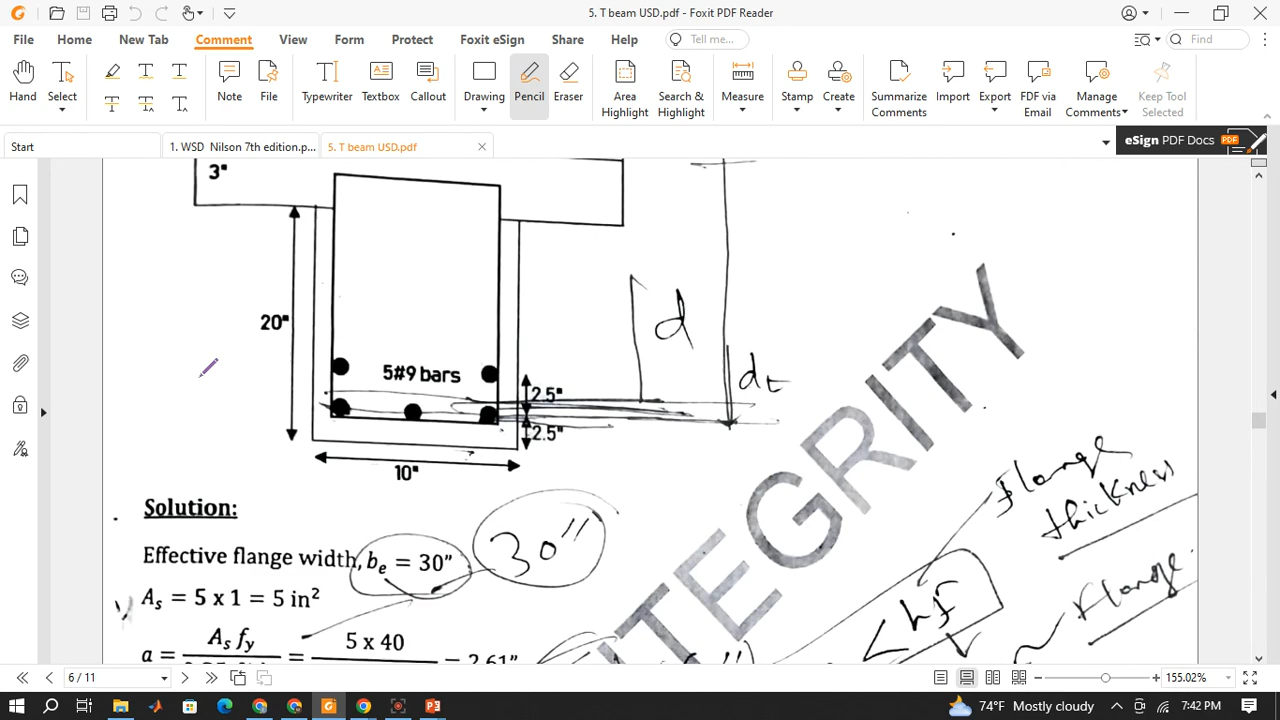 5. T beam USD.pdf - Foxit PDF Reader
File Home New Tab Comment View Form Protect Foxit eSign Share Help Tell me... Find
Hand Select Note File Typewriter Textbox Callout Drawing Pencil Eraser Area Highlight Search & Highlight Measure Stamp Create Summarize Comments Import Export PDF via Email Manage Comments Keep Tool Selected
Start 1. WSD Nilson 7th edition.p... 5. T beam USD.pdf eSign PDF Docs
3"
20"
d
5#9 bars
2.5"
dt
2.5"
10"
INTEGRITY
Flange
thickness
Solution:
30"
Effective flange width, be = 30"
< hf
Flange
As = 5 x 1 = 5 in²
a = As fy = 5 x 40 = 2.61"
6 / 11 155.02%
74°F Mostly cloudy 7:42 PM